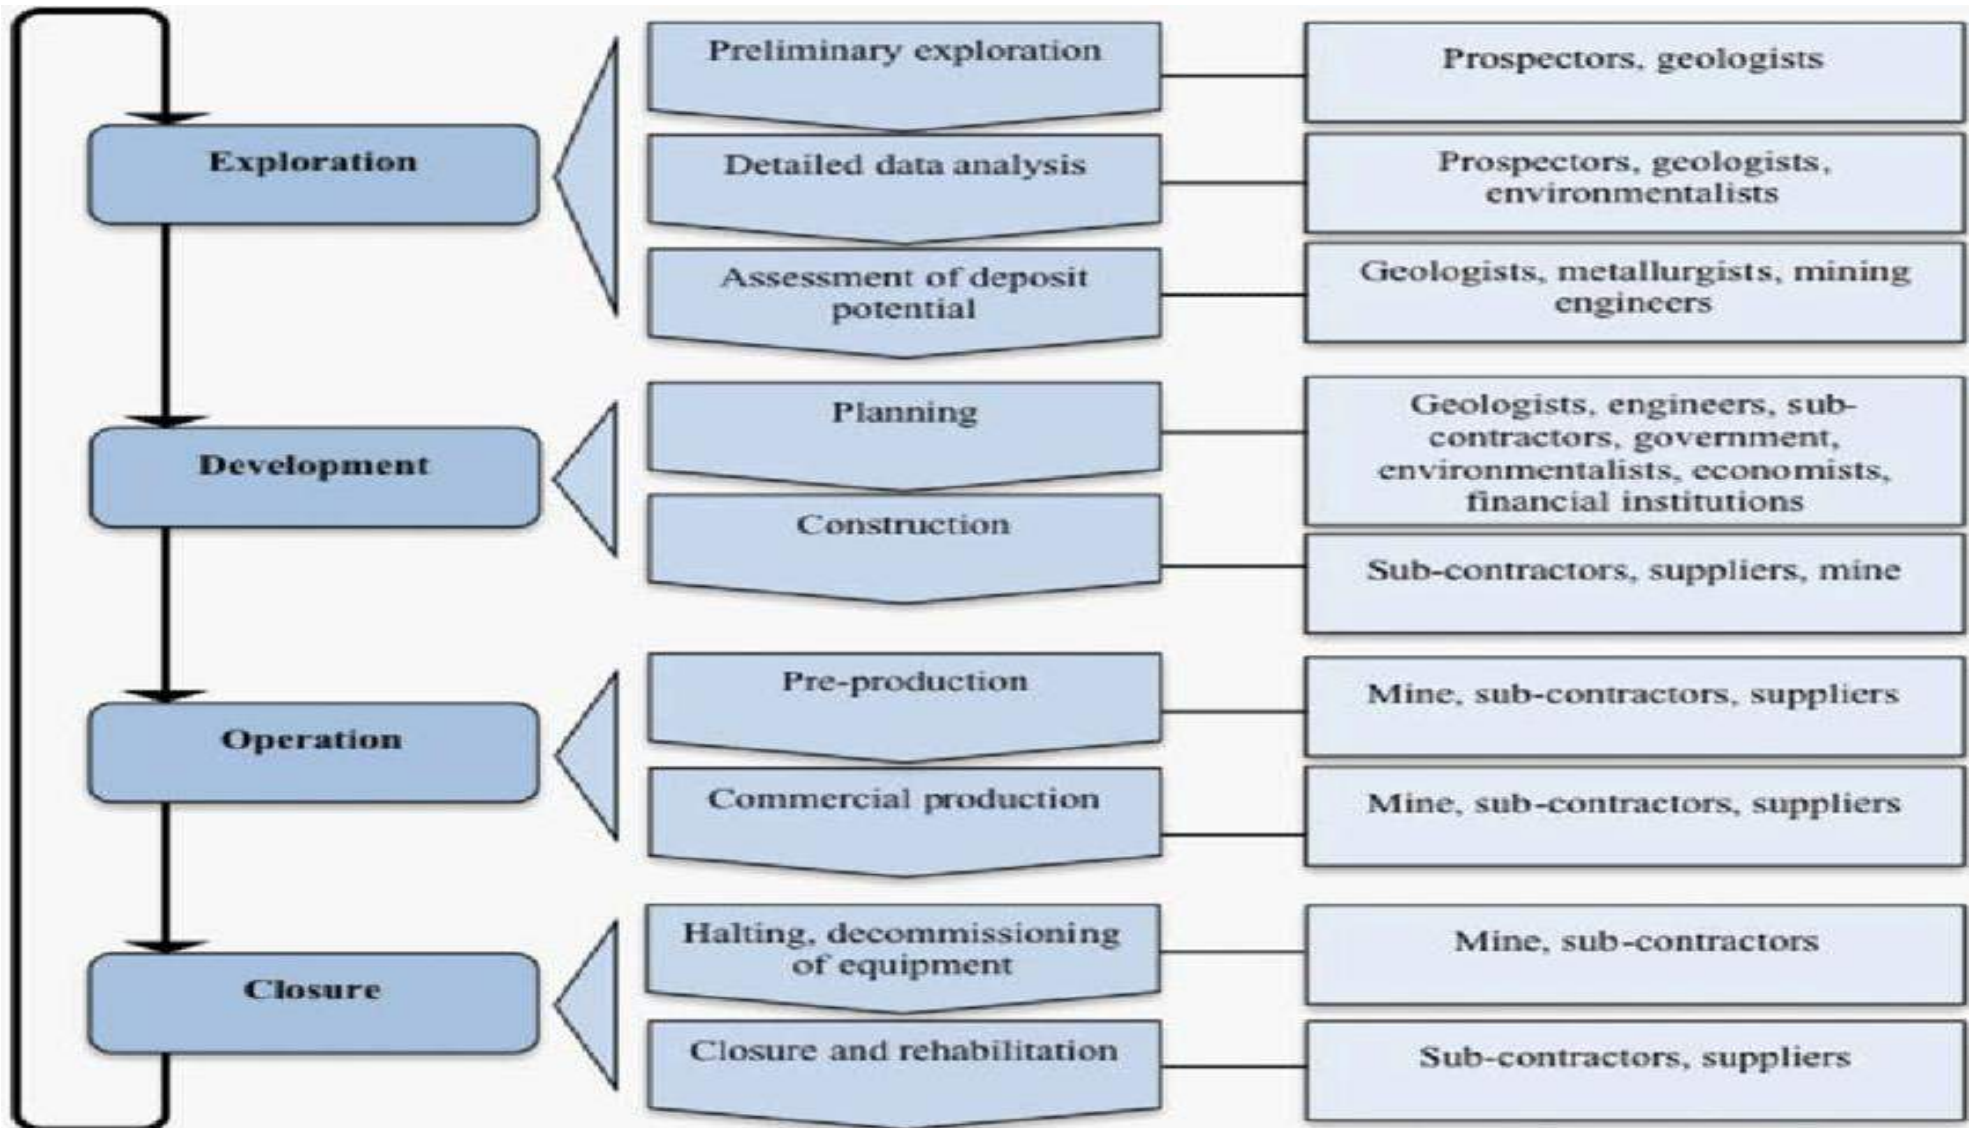 Exploration
Preliminary exploration
Prospectors, geologists
Detailed data analysis
Prospectors, geologists,
environmentalists
Assessment of deposit
potential
Geologists, metallurgists, mining
engineers
Development
Planning
Geologists, engineers, sub-
contractors, government,
environmentalists, economists,
financial institutions
Construction
Sub-contractors, suppliers, mine
Operation
Pre-production
Mine, sub-contractors, suppliers
Commercial production
Mine, sub-contractors, suppliers
Closure
Halting, decommissioning
of equipment
Mine, sub-contractors
Closure and rehabilitation
Sub-contractors, suppliers